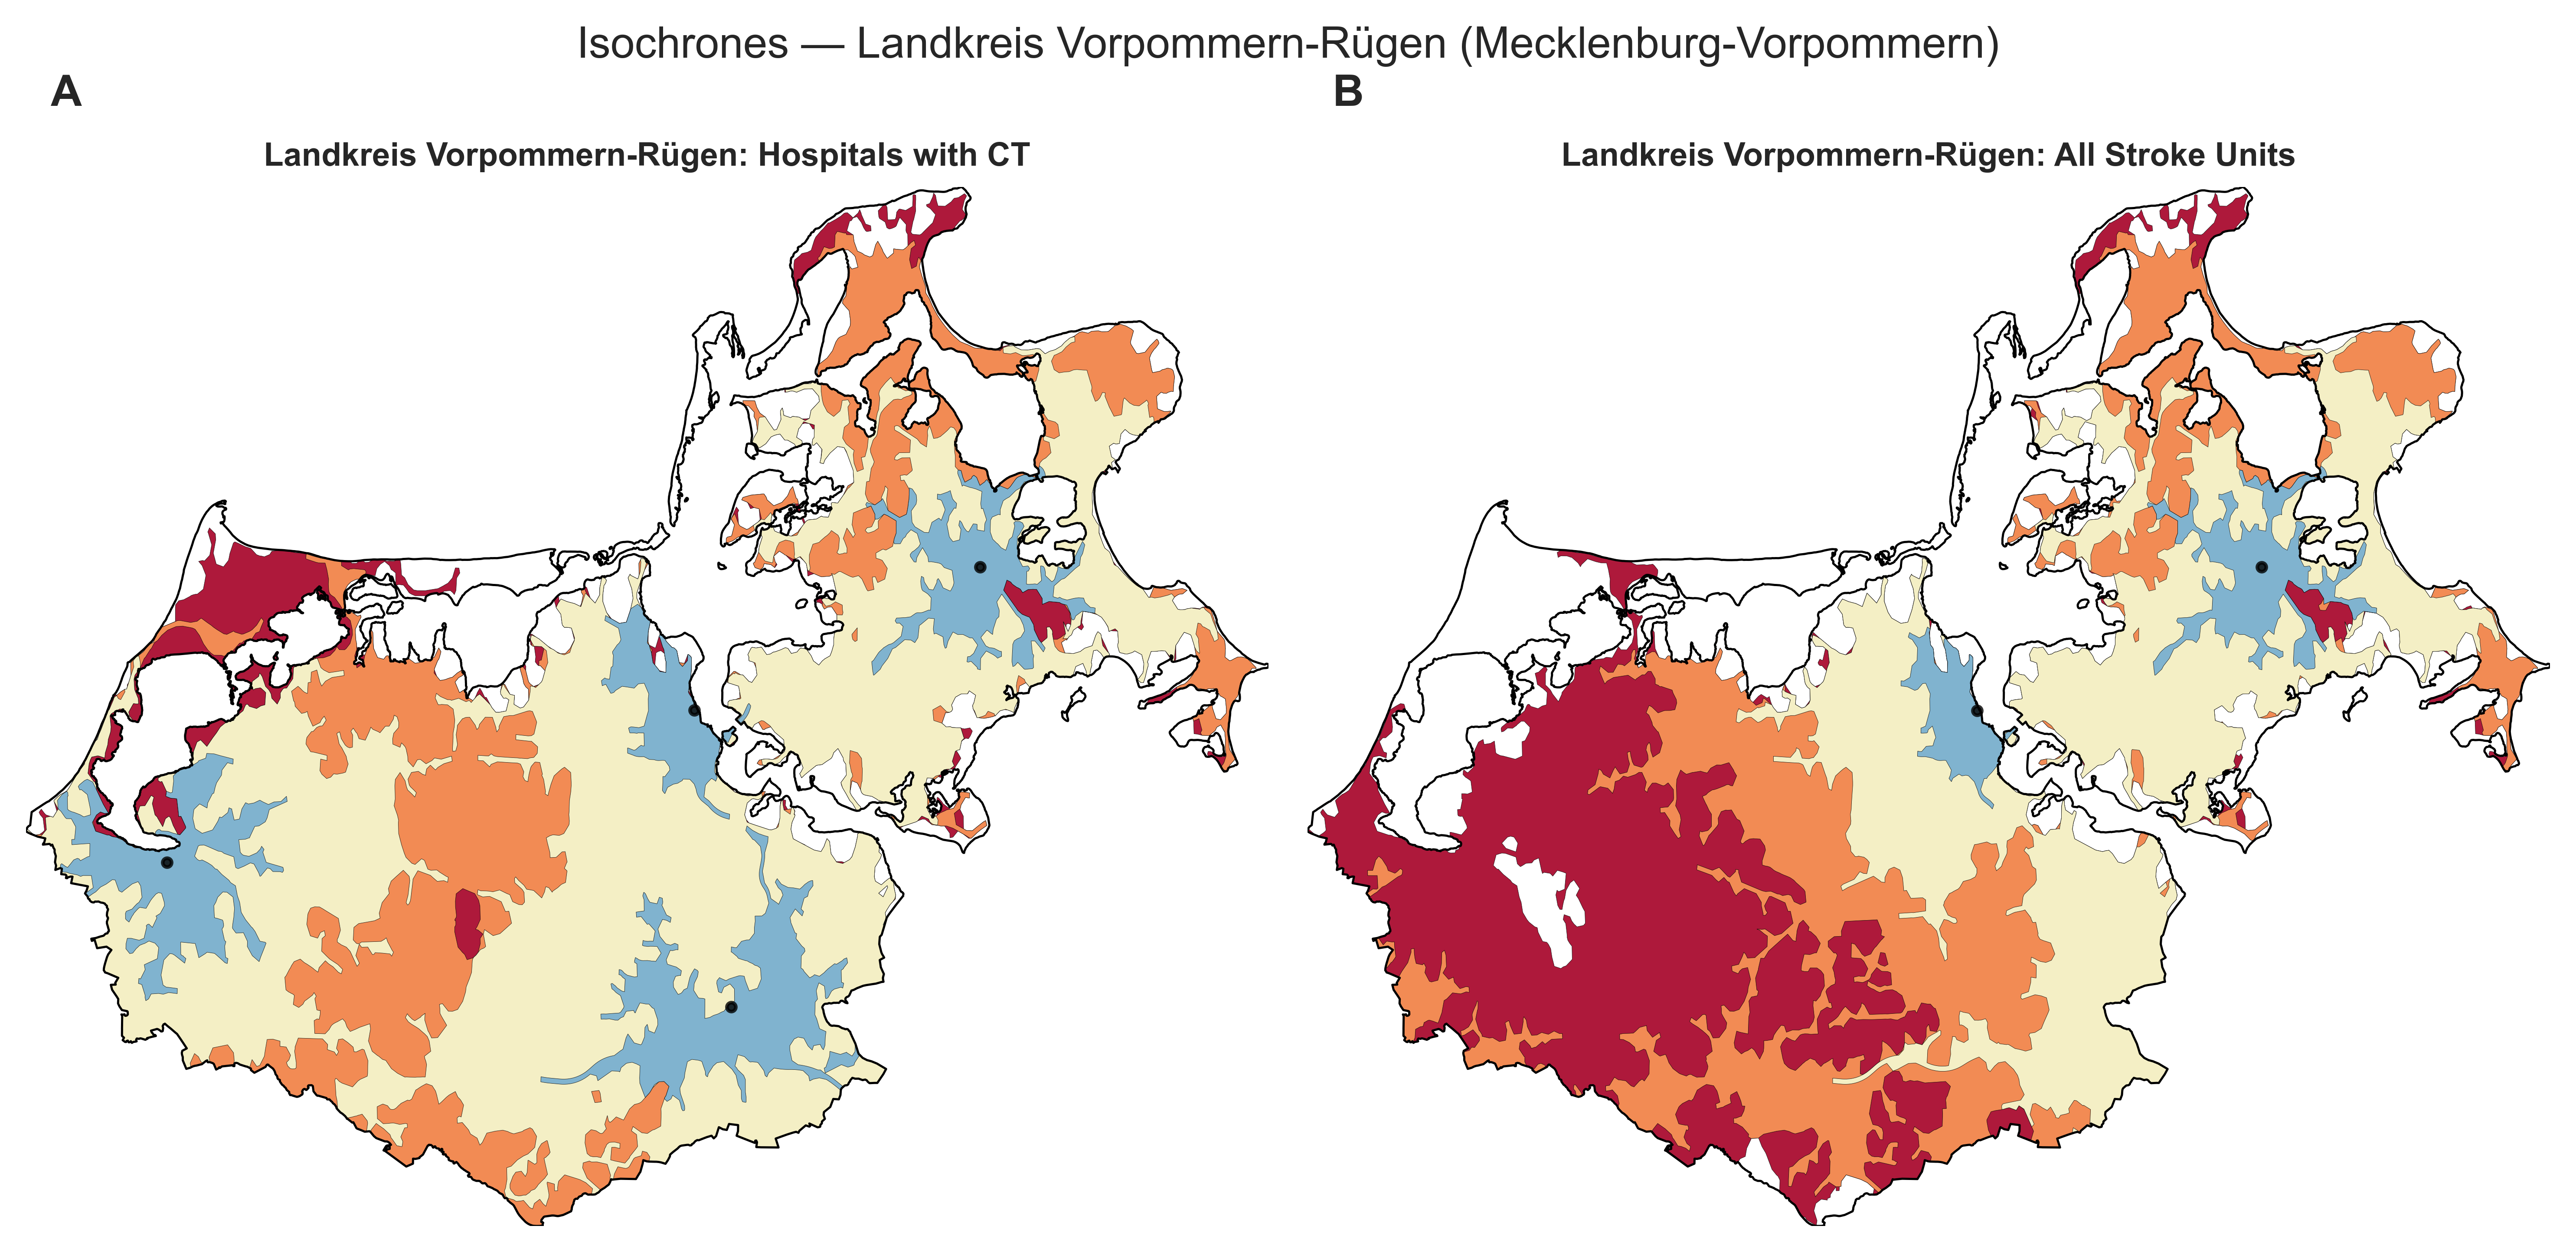 Isochrones — Landkreis Vorpommern-Rügen (Mecklenburg-Vorpommern)
A
B
Landkreis Vorpommern-Rügen: Hospitals with CT
Landkreis Vorpommern-Rügen: All Stroke Units